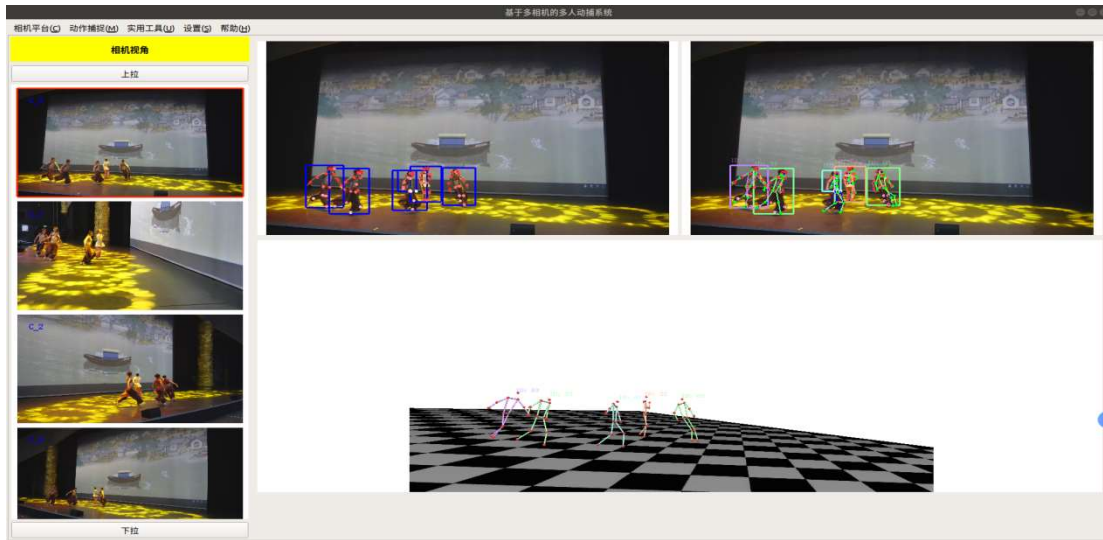 基于多相机的多人动捕系统
相机平台(C) 动作捕捉(M) 实用工具(U) 设置(S) 帮助(H)
相机视角
上拉
C_2
下拉